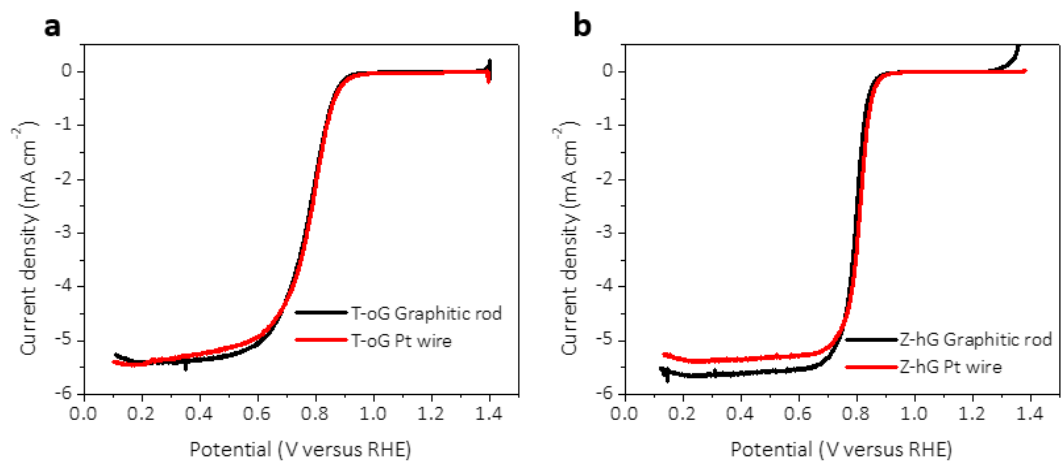 a
0
-1
-2
-3
-4
-5
-6
Current density (mA cm-2)
T-oG Graphitic rod
T-oG Pt wire
0.0 0.2 0.4 0.6 0.8 1.0 1.2 1.4
Potential (V versus RHE)
b
0
-1
-2
-3
-4
-5
-6
Current density (mA cm-2)
Z-hG Graphitic rod
Z-hG Pt wire
0.0 0.2 0.4 0.6 0.8 1.0 1.2 1.4
Potential (V versus RHE)